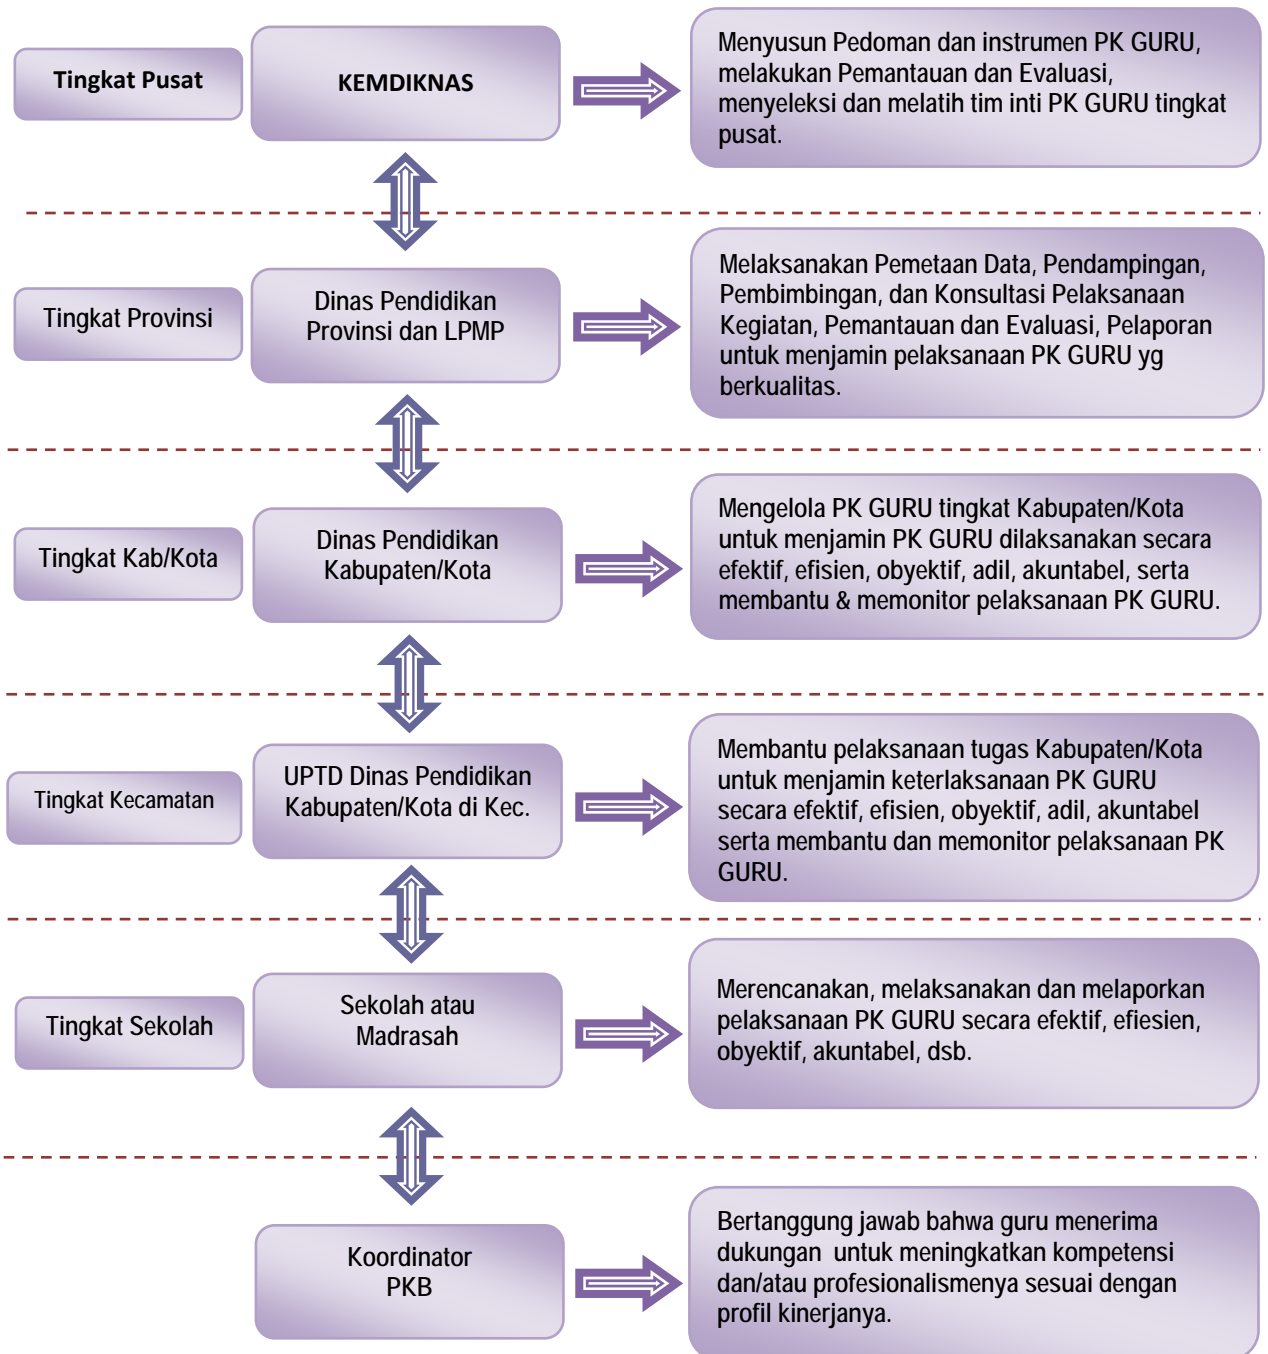 Tingkat Pusat
KEMDIKNAS
Menyusun Pedoman dan instrumen PK GURU,
melakukan Pemantauan dan Evaluasi,
menyeleksi dan melatih tim inti PK GURU tingkat
pusat.
Tingkat Provinsi
Dinas Pendidikan
Provinsi dan LPMP
Melaksanakan Pemetaan Data, Pendampingan,
Pembimbingan, dan Konsultasi Pelaksanaan
Kegiatan, Pemantauan dan Evaluasi, Pelaporan
untuk menjamin pelaksanaan PK GURU yg
berkualitas.
Tingkat Kab/Kota
Dinas Pendidikan
Kabupaten/Kota
Mengelola PK GURU tingkat Kabupaten/Kota
untuk menjamin PK GURU dilaksanakan secara
efektif, efisien, obyektif, adil, akuntabel, serta
membantu & memonitor pelaksanaan PK GURU.
Tingkat Kecamatan
UPTD Dinas Pendidikan
Kabupaten/Kota di Kec.
Membantu pelaksanaan tugas Kabupaten/Kota
untuk menjamin keterlaksanaan PK GURU
secara efektif, efisien, obyektif, adil, akuntabel
serta membantu dan memonitor pelaksanaan PK
GURU.
Tingkat Sekolah
Sekolah atau
Madrasah
Merencanakan, melaksanakan dan melaporkan
pelaksanaan PK GURU secara efektif, efiesien,
obyektif, akuntabel, dsb.
Koordinator
PKB
Bertanggung jawab bahwa guru menerima
dukungan untuk meningkatkan kompetensi
dan/atau profesionalismenya sesuai dengan
profil kinerjanya.